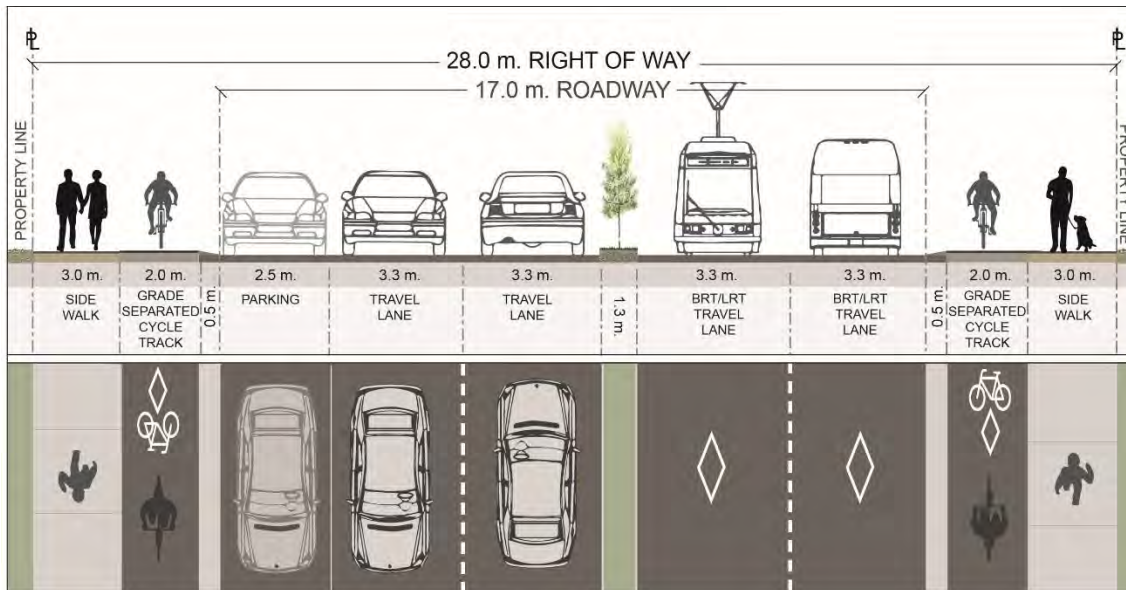 PL
PL
28.0 m. RIGHT OF WAY
17.0 m. ROADWAY
PROPERTY LINE
PROPERTY LINE
3.0 m.
2.0 m.
0.5 m.
2.5 m.
3.3 m.
3.3 m.
1.3 m.
3.3 m.
3.3 m.
0.5 m.
2.0 m.
3.0 m.
SIDE
WALK
GRADE
SEPARATED
CYCLE
TRACK
PARKING
TRAVEL
LANE
TRAVEL
LANE
BRT/LRT
TRAVEL
LANE
BRT/LRT
TRAVEL
LANE
GRADE
SEPARATED
CYCLE
TRACK
SIDE
WALK